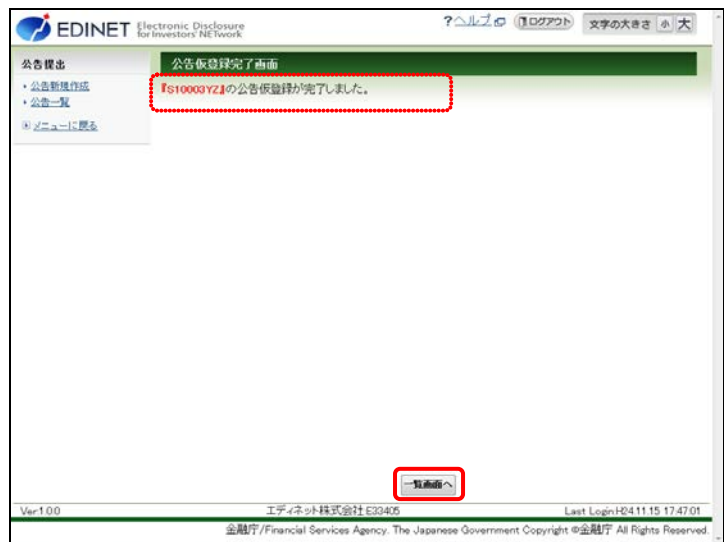 EDINET Electronic Disclosure for Investors' NETwork
?ヘルプ ログアウト 文字の大きさ 小 大
公告提出
公告新規作成
公告一覧
メニューに戻る
公告仮登録完了画面
『S10003YZ』の公告仮登録が完了しました。
一覧画面へ
Ver.1.0.0 エディネット株式会社 E33405 Last Login:H24.11.15 17:47:01
金融庁/Financial Services Agency. The Japanese Government Copyright ©金融庁 All Rights Reserved.